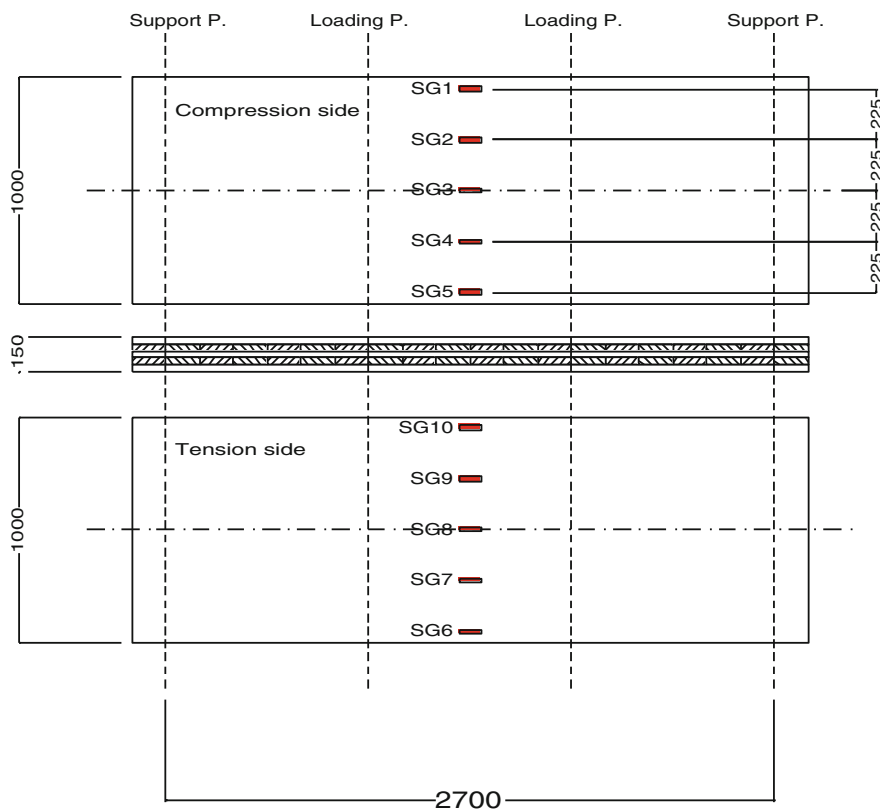 Support P. Loading P. Loading P. Support P.
Compression side
SG1
SG2
SG3
SG4
SG5
1000
225
225
225
225
150
Tension side
SG10
SG9
SG8
SG7
SG6
1000
2700